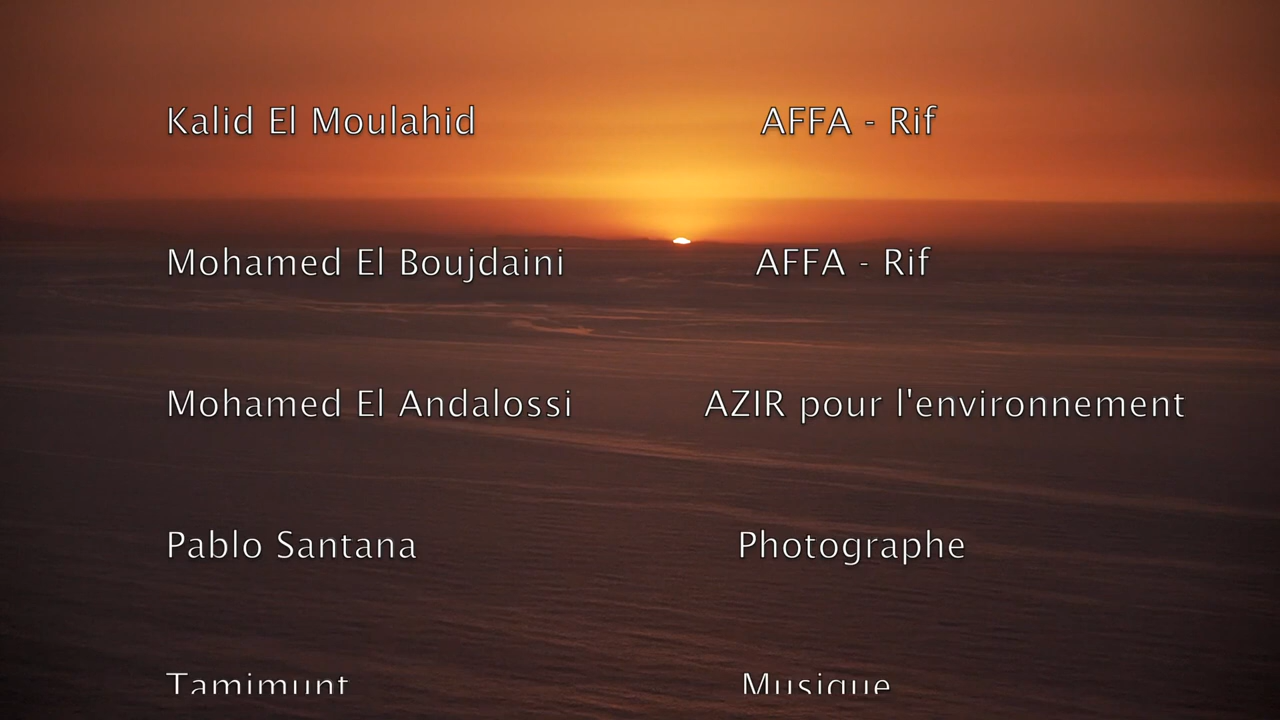 Kalid El Moulahid AFFA - Rif
Mohamed El Boujdaini AFFA - Rif
Mohamed El Andalossi AZIR pour l'environnement
Pablo Santana Photographe
Tamimunt Musique